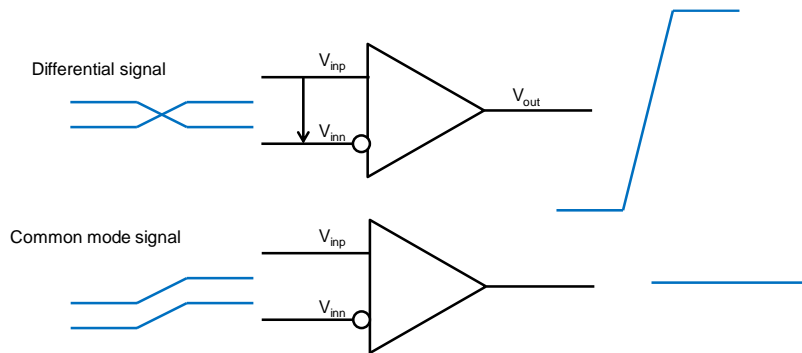 Differential signal
Vinp
Vinn
Vout
Common mode signal
Vinp
Vinn